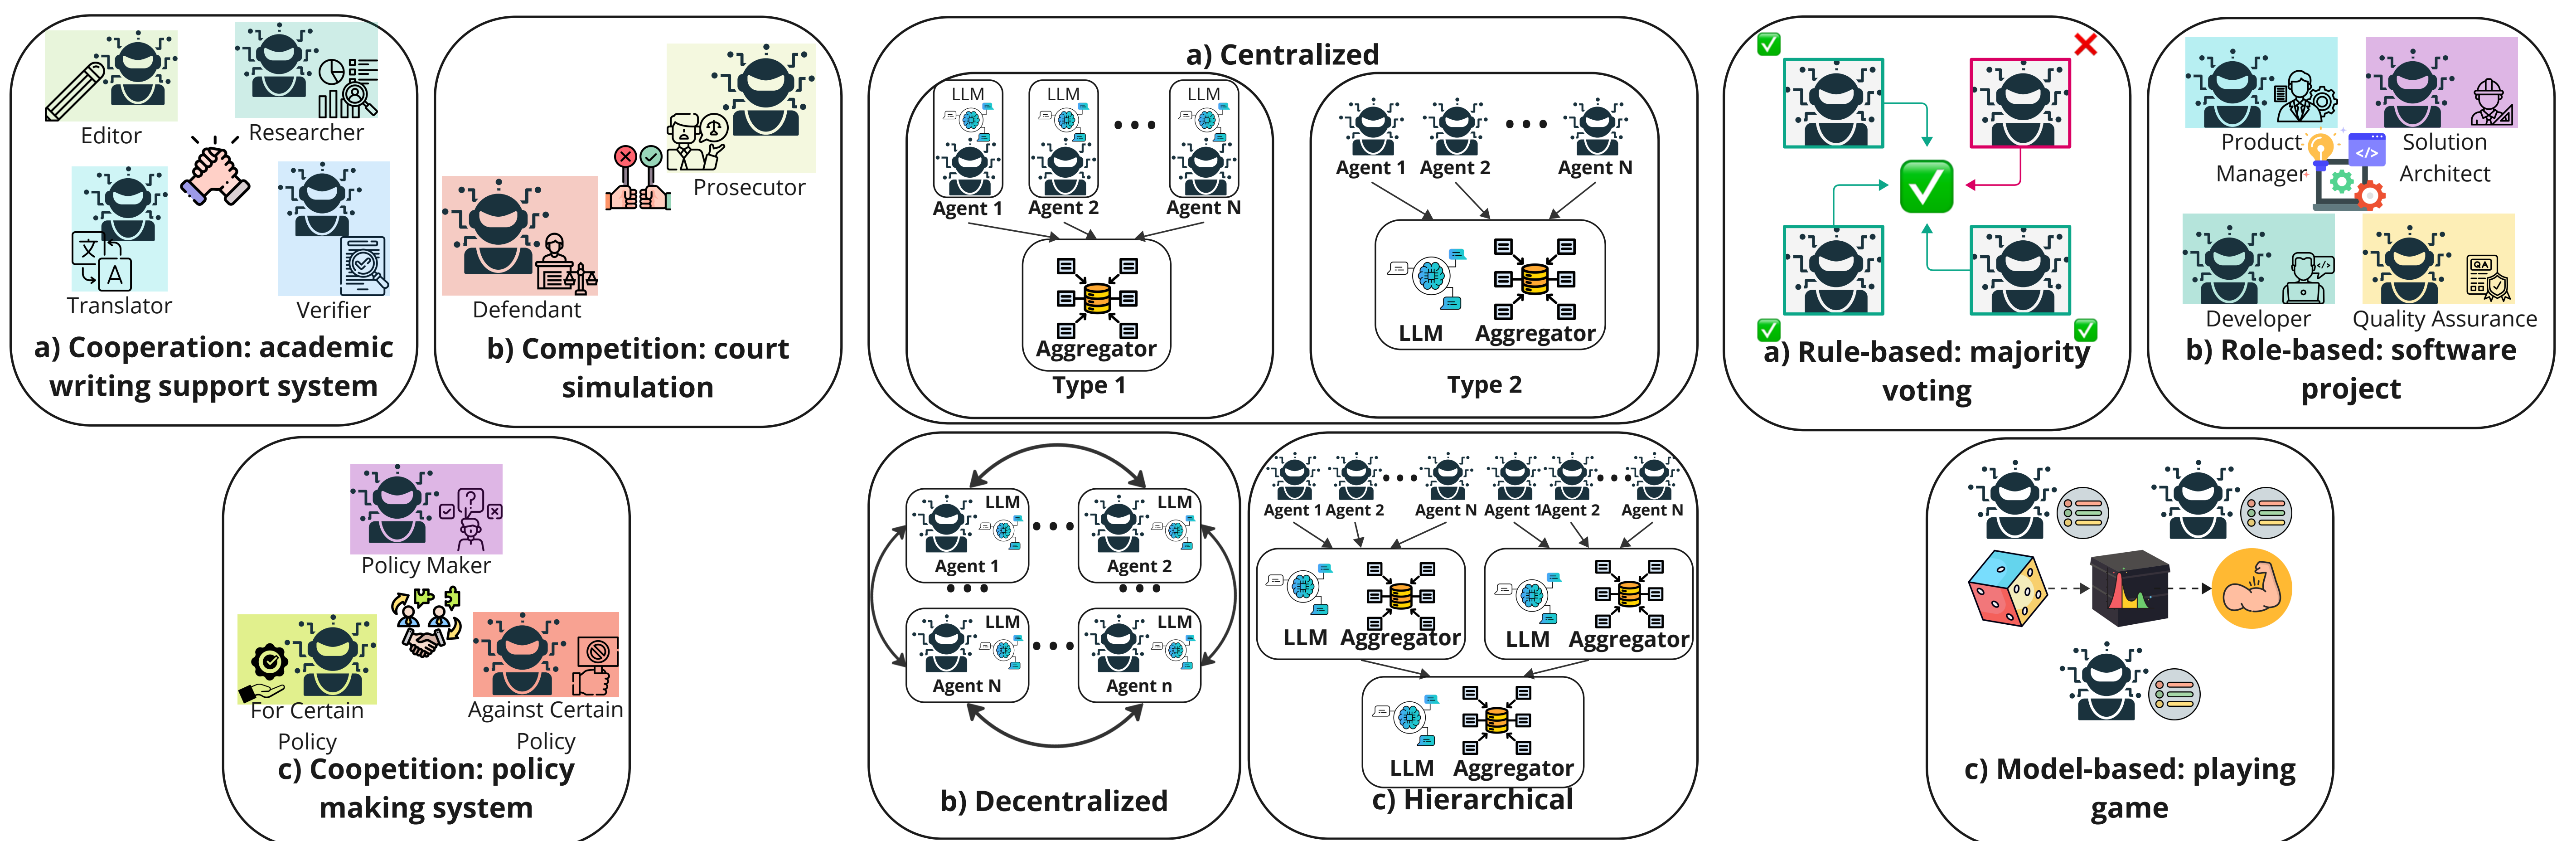 Editor
Researcher
Translator
Verifier
a) Cooperation: academic
writing support system
Prosecutor
Defendant
b) Competition: court
simulation
Policy Maker
For Certain
Policy
Against Certain
Policy
c) Coopetition: policy
making system
a) Centralized
LLM
LLM
LLM
Agent 1
Agent 2
Agent N
Aggregator
Type 1
Agent 1
Agent 2
Agent N
LLM
Aggregator
Type 2
LLM
Agent 1
LLM
Agent 2
LLM
Agent N
LLM
Agent n
b) Decentralized
Agent 1
Agent 2
Agent N
Agent 1
Agent 2
Agent N
LLM
Aggregator
LLM
Aggregator
LLM
Aggregator
c) Hierarchical
a) Rule-based: majority
voting
Product
Manager
Solution
Architect
</>
Developer
</>
QA
Quality Assurance
b) Role-based: software
project
c) Model-based: playing
game
文
A